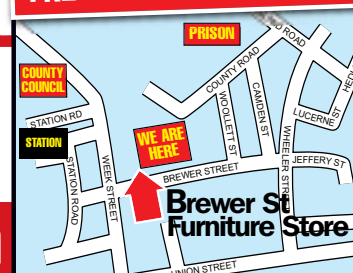 PRISON
ROAD
COUNTY
COUNCIL
COUNTY ROAD
STATION RD
WOOLLETT ST
CAMDEN ST
LUCERNE
STATION
WE ARE
HERE
WHEELER STREET
JEFFERY ST
STATION ROAD
WEEK STREET
BREWER STREET
Brewer St
Furniture Store
UNION STREET